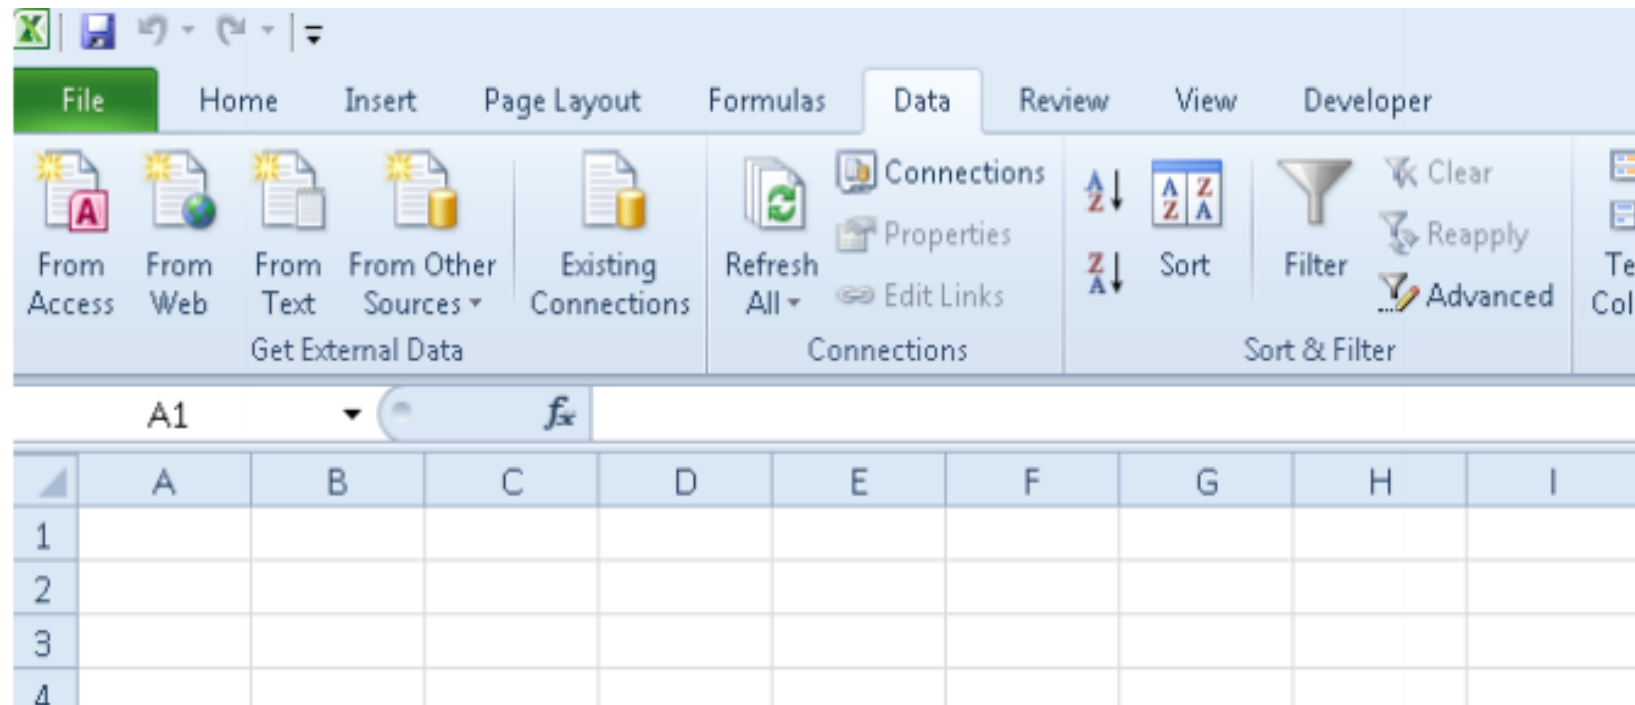 File Home Insert Page Layout Formulas Data Review View Developer
From Access
From Web
From Text
From Other Sources
Existing Connections
Get External Data
Refresh All
Connections
Properties
Edit Links
Connections
Sort
Filter
Clear
Reapply
Advanced
Sort & Filter
A1 fx
A B C D E F G H I
1
2
3
4